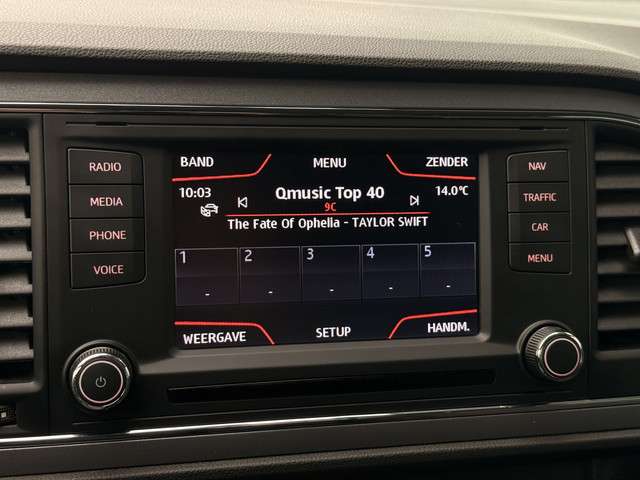 RADIO
MEDIA
PHONE
VOICE
BAND MENU ZENDER
10:03 Qmusic Top 40 14.0°C
9C
The Fate Of Ophelia - TAYLOR SWIFT
1 2 3 4 5
- - - - -
WEERGAVE SETUP HANDM.
NAV
TRAFFIC
CAR
MENU